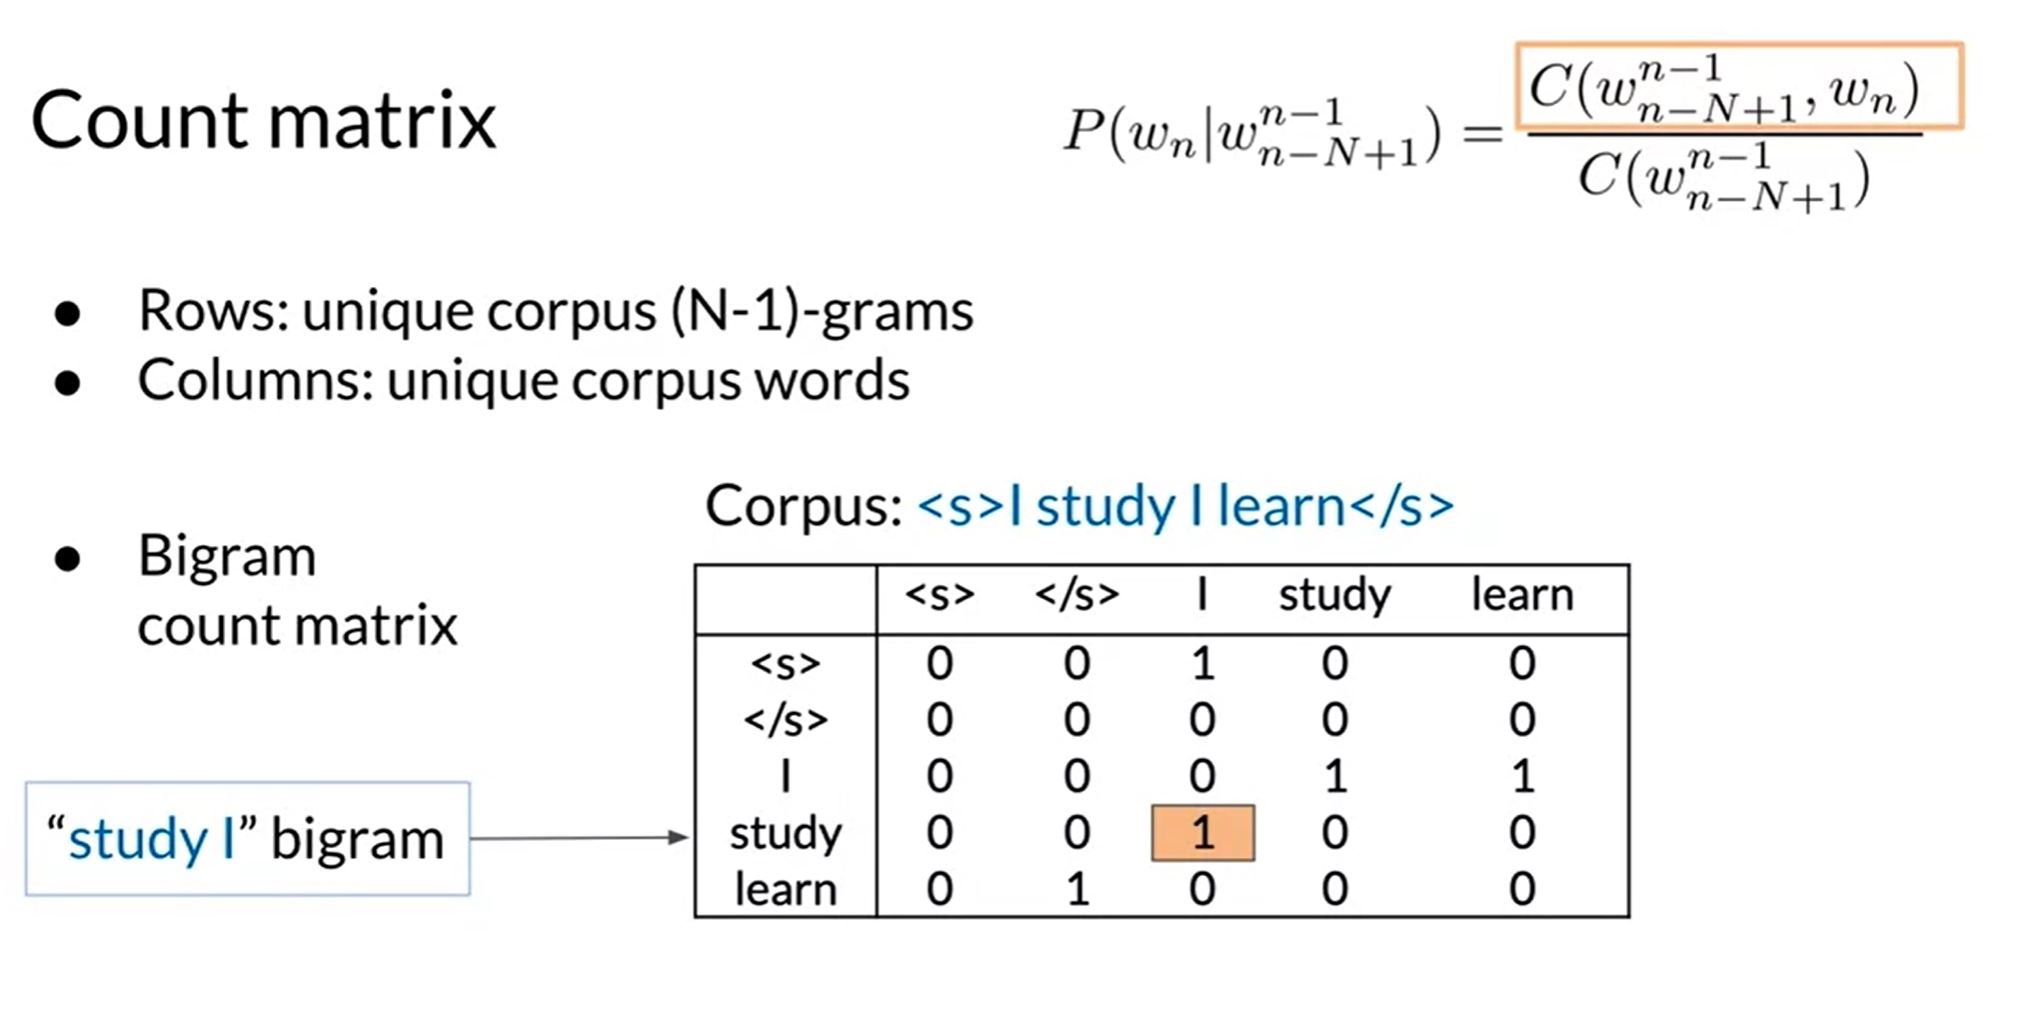 Count matrix
P(w_n|w_{n-N+1}^{n-1}) = \frac{C(w_{n-N+1}^{n-1}, w_n)}{C(w_{n-N+1}^{n-1})}
● Rows: unique corpus (N-1)-grams
● Columns: unique corpus words
● Bigram
count matrix
Corpus: <s>I study I learn</s>
<s> </s> I study learn
<s> 0 0 1 0 0
</s> 0 0 0 0 0
I 0 0 0 1 1
study 0 0 1 0 0
learn 0 1 0 0 0
“study I” bigram